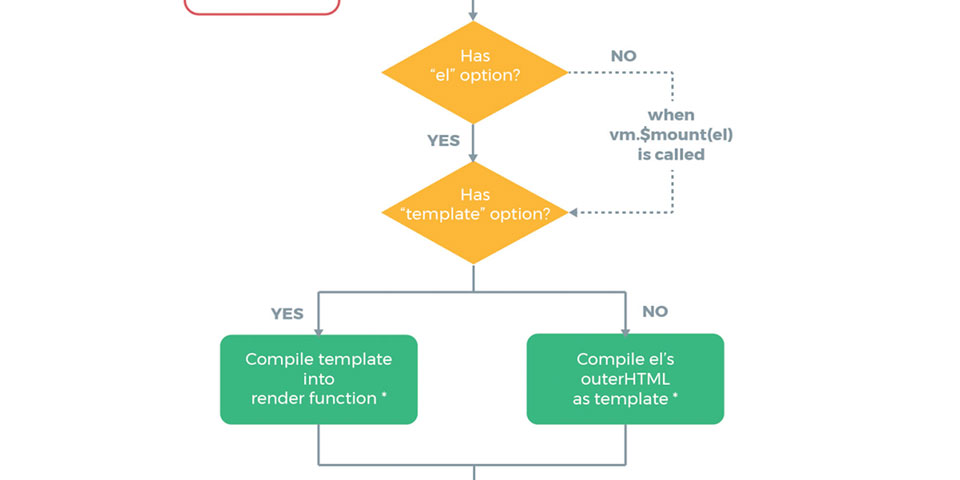 Has
“el” option?
NO
when
vm.$mount(el)
is called
YES
Has
“template” option?
YES
NO
Compile template
into
render function *
Compile el’s
outerHTML
as template *